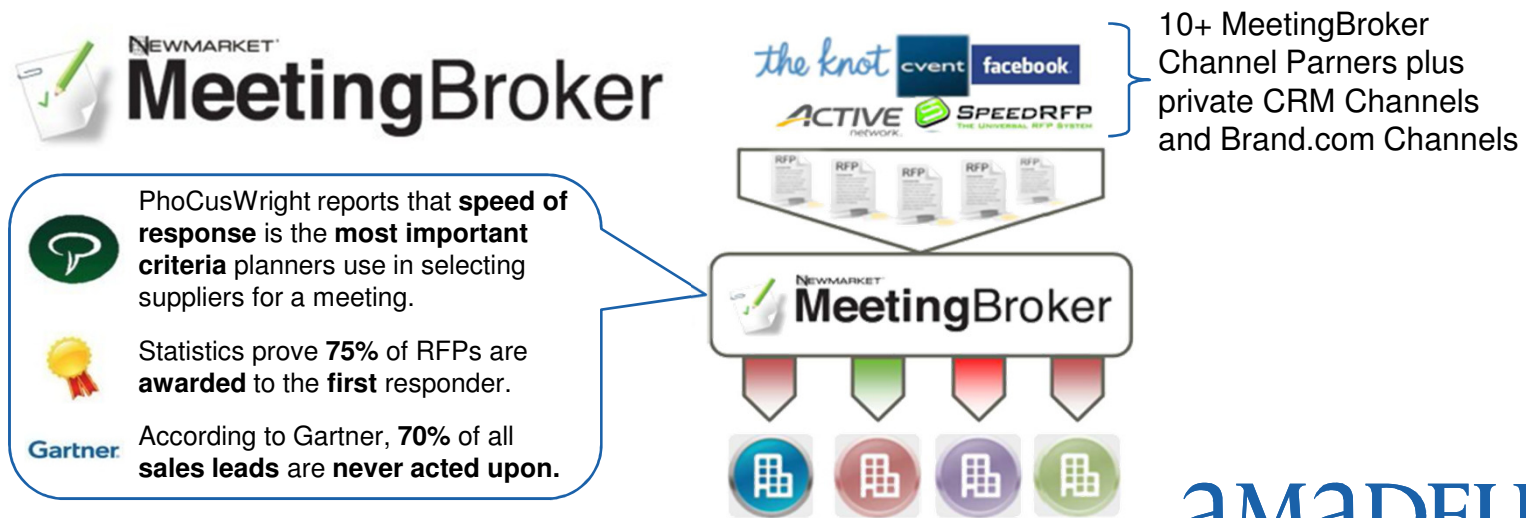 NEWMARKET
MeetingBroker
the knot
cvent
facebook
ACTIVE
network.
SPEEDRFP
THE UNIVERSAL RFP SYSTEM
10+ MeetingBroker
Channel Parners plus
private CRM Channels
and Brand.com Channels
RFP
RFP
RFP
RFP
RFP
PhoCusWright reports that speed of
response is the most important
criteria planners use in selecting
suppliers for a meeting.
Statistics prove 75% of RFPs are
awarded to the first responder.
Gartner
According to Gartner, 70% of all
sales leads are never acted upon.
NEWMARKET
MeetingBroker